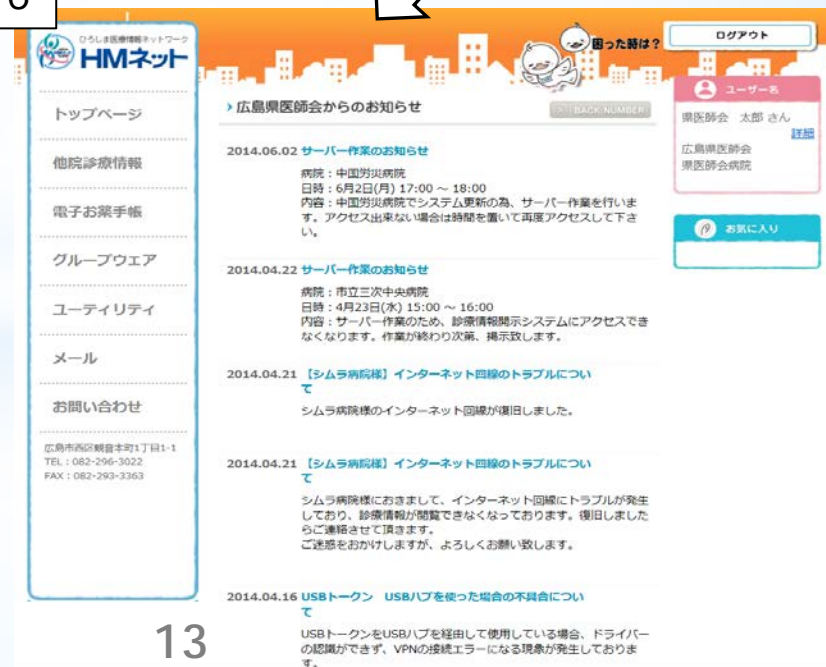 6
ひろしま医療情報ネットワーク
HMネット
困った時は？
ログアウト
トップページ
他院診療情報
電子お薬手帳
グループウェア
ユーティリティ
メール
お問い合わせ
広島市西区観音本町1丁目1-1
TEL：082-296-3022
FAX：082-293-3363
広島県医師会からのお知らせ
BACK NUMBER
2014.06.02 サーバー作業のお知らせ
病院：中国労災病院
日時：6月2日(月) 17:00 ～ 18:00
内容：中国労災病院でシステム更新の為、サーバー作業を行いま
す。アクセス出来ない場合は時間を置いて再度アクセスして下さ
い。
2014.04.22 サーバー作業のお知らせ
病院：市立三次中央病院
日時：4月23日(水) 15:00 ～ 16:00
内容：サーバー作業のため、診療情報開示システムにアクセスでき
なくなります。作業が終わり次第、掲示致します。
2014.04.21 【シムラ病院様】インターネット回線のトラブルについ
て
シムラ病院様のインターネット回線が復旧しました。
2014.04.21 【シムラ病院様】インターネット回線のトラブルについ
て
シムラ病院様におきまして、インターネット回線にトラブルが発生
しており、診療情報が閲覧できなくなっております。復旧しました
らご連絡させて頂きます。
ご迷惑をおかけしますが、よろしくお願い致します。
2014.04.16 USBトークン USBハブを使った場合の不具合につい
て
USBトークンをUSBハブを経由して使用している場合、ドライバー
の認識ができず、VPNの接続エラーになる現象が発生しておりま
す。
ユーザー名
県医師会 太郎 さん
詳細
広島県医師会
県医師会病院
お気に入り
13